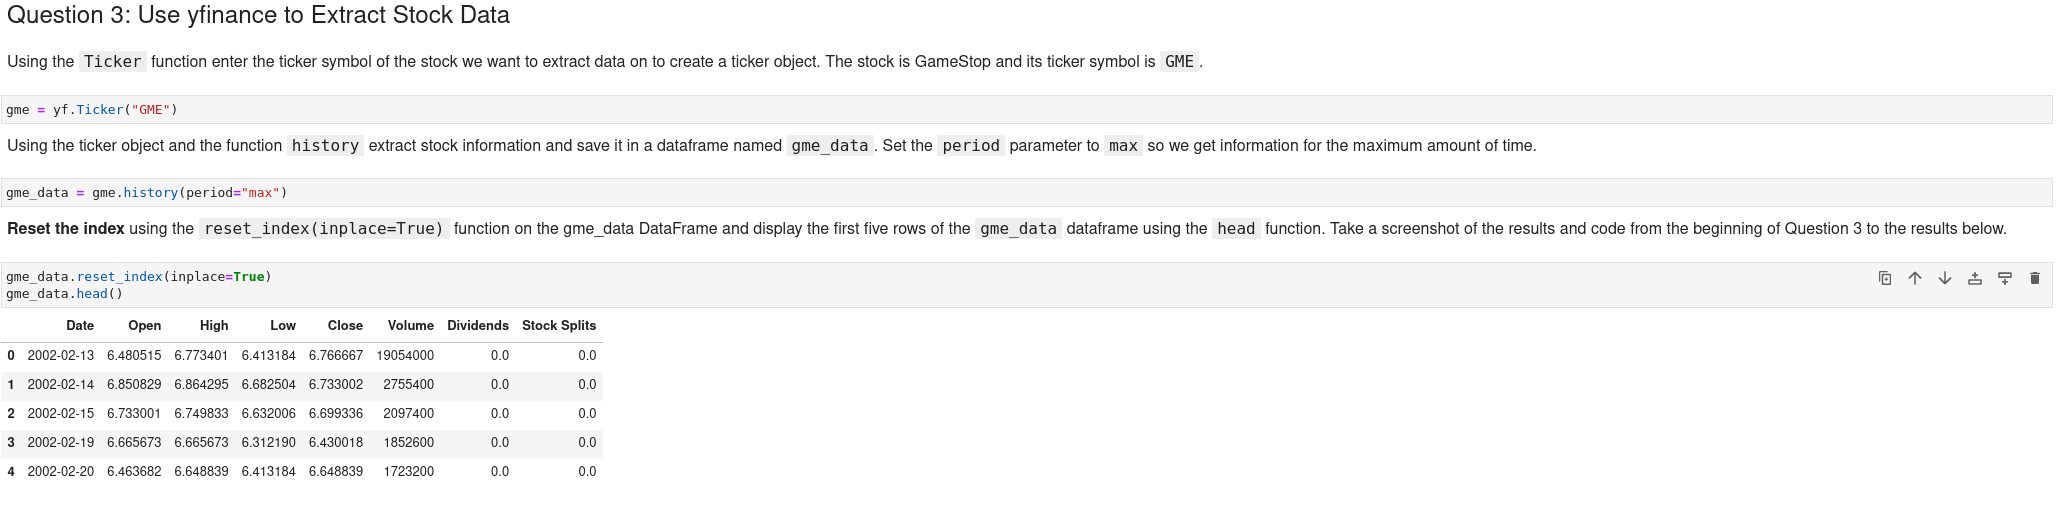 Question 3: Use yfinance to Extract Stock Data
Using the Ticker function enter the ticker symbol of the stock we want to extract data on to create a ticker object. The stock is GameStop and its ticker symbol is GME.
gme = yf.Ticker("GME")
Using the ticker object and the function history extract stock information and save it in a dataframe named gme_data. Set the period parameter to max so we get information for the maximum amount of time.
gme_data = gme.history(period="max")
Reset the index using the reset_index(inplace=True) function on the gme_data DataFrame and display the first five rows of the gme_data dataframe using the head function. Take a screenshot of the results and code from the beginning of Question 3 to the results below.
gme_data.reset_index(inplace=True)
gme_data.head()
Date Open High Low Close Volume Dividends Stock Splits
0 2002-02-13 6.480515 6.773401 6.413184 6.766667 19054000 0.0 0.0
1 2002-02-14 6.850829 6.864295 6.682504 6.733002 2755400 0.0 0.0
2 2002-02-15 6.733001 6.749833 6.632006 6.699336 2097400 0.0 0.0
3 2002-02-19 6.665673 6.665673 6.312190 6.430018 1852600 0.0 0.0
4 2002-02-20 6.463682 6.648839 6.413184 6.648839 1723200 0.0 0.0